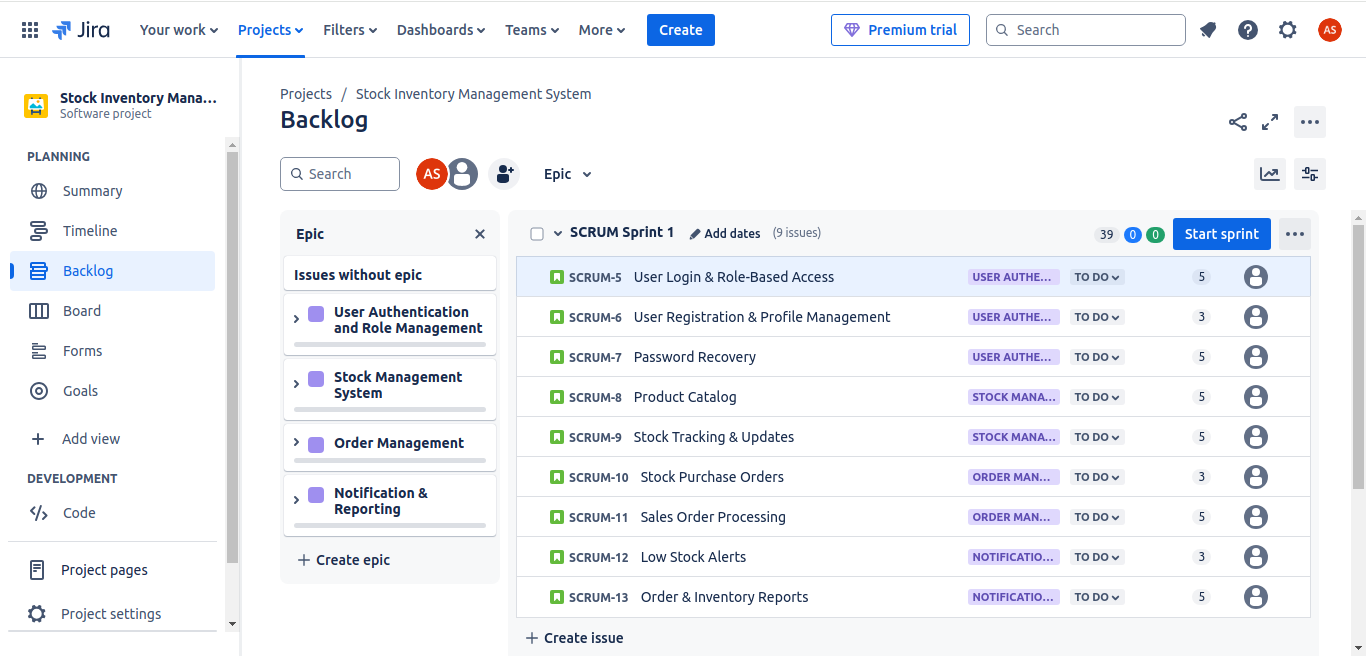 Jira
Your work
Projects
Filters
Dashboards
Teams
More
Create
Premium trial
Search
AS
Stock Inventory Mana...
Software project
PLANNING
Summary
Timeline
Backlog
Board
Forms
Goals
Add view
DEVELOPMENT
Code
Project pages
Project settings
Projects / Stock Inventory Management System
Backlog
Search
AS
Epic
Epic
Issues without epic
User Authentication
and Role Management
Stock Management
System
Order Management
Notification &
Reporting
Create epic
SCRUM Sprint 1 Add dates (9 issues) 39 0 0 Start sprint
SCRUM-5 User Login & Role-Based Access USER AUTHE... TO DO 5
SCRUM-6 User Registration & Profile Management USER AUTHE... TO DO 3
SCRUM-7 Password Recovery USER AUTHE... TO DO 5
SCRUM-8 Product Catalog STOCK MANA... TO DO 5
SCRUM-9 Stock Tracking & Updates STOCK MANA... TO DO 5
SCRUM-10 Stock Purchase Orders ORDER MAN... TO DO 3
SCRUM-11 Sales Order Processing ORDER MAN... TO DO 5
SCRUM-12 Low Stock Alerts NOTIFICATIO... TO DO 3
SCRUM-13 Order & Inventory Reports NOTIFICATIO... TO DO 5
Create issue